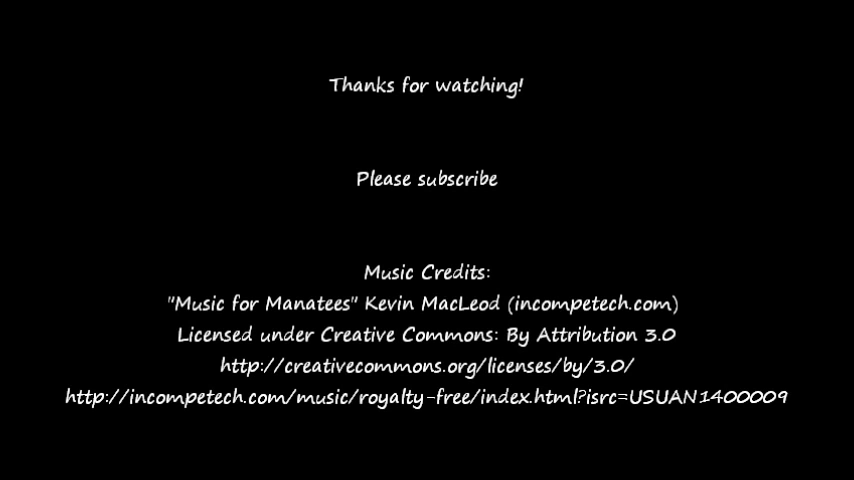 Thanks for watching!
Please subscribe
Music Credits:
"Music for Manatees" Kevin MacLeod (incompetech.com)
Licensed under Creative Commons: By Attribution 3.0
http://creativecommons.org/licenses/by/3.0/
http://incompetech.com/music/royalty-free/index.html?isrc=USUAN1400009